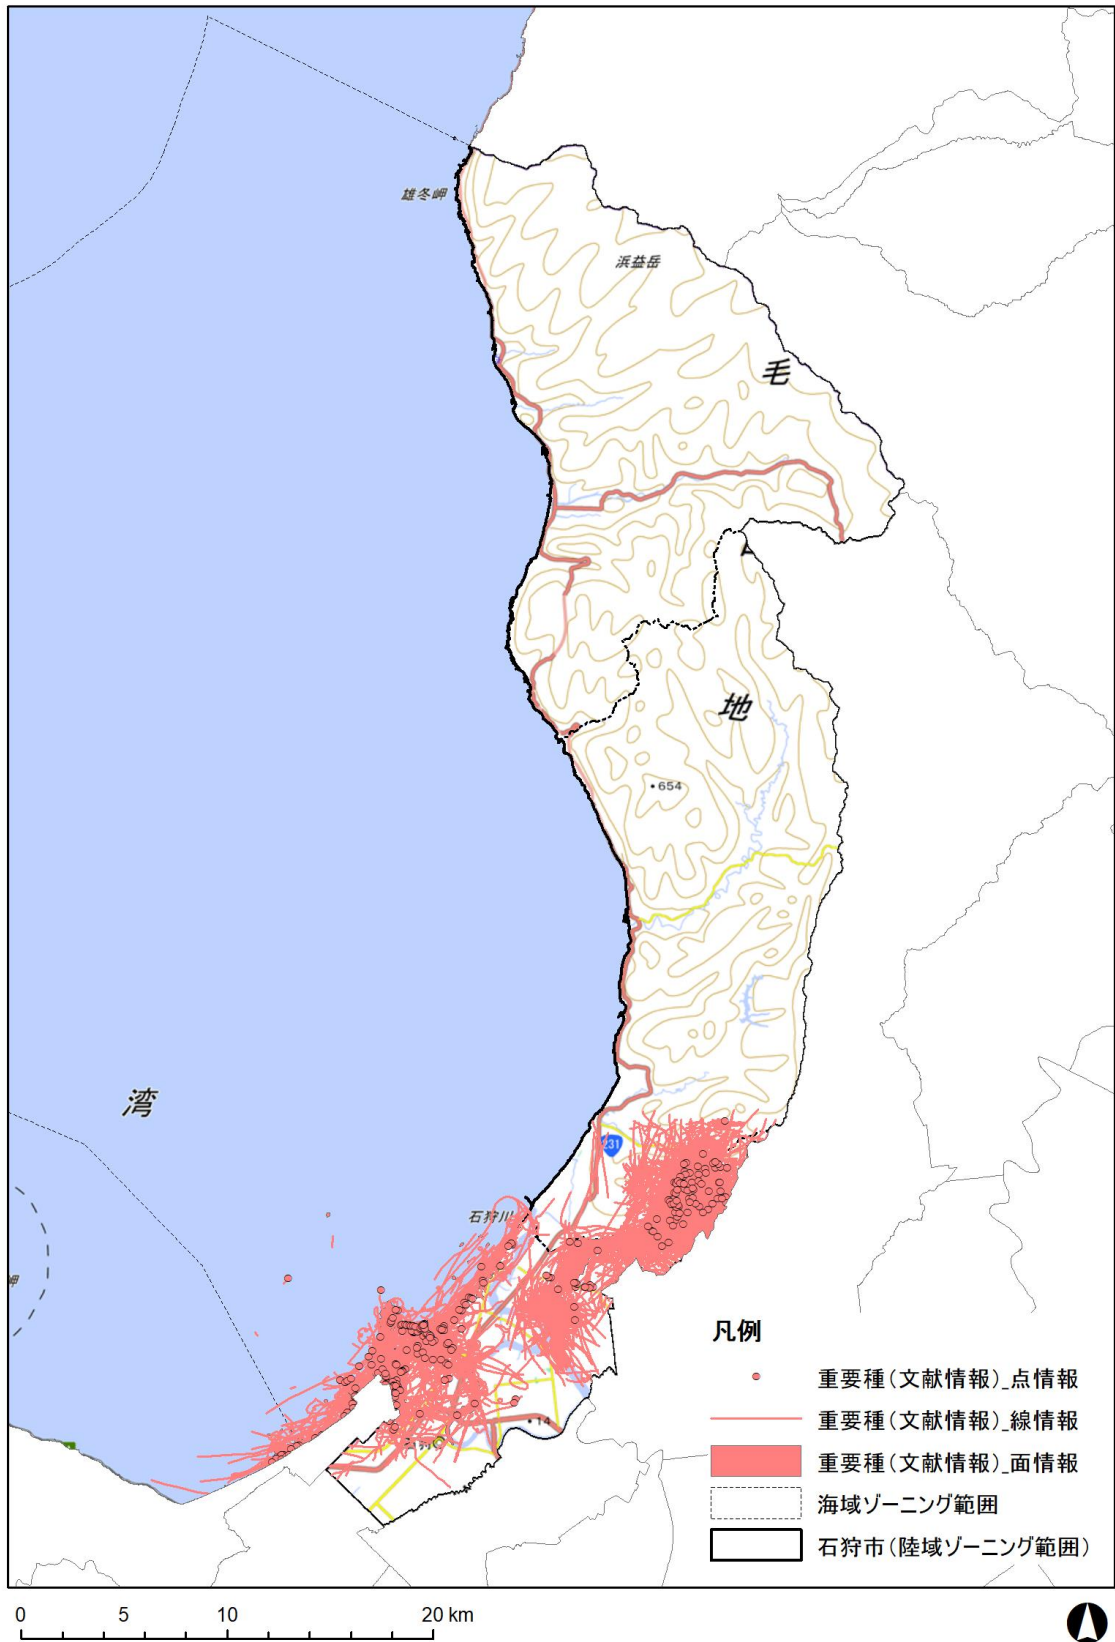 雄冬岬
浜益岳
毛
地
・654
湾
231
石狩川
岬
・14
凡例
重要種(文献情報)_点情報
重要種(文献情報)_線情報
重要種(文献情報)_面情報
海域ゾーニング範囲
石狩市(陸域ゾーニング範囲)
0 5 10 20 km